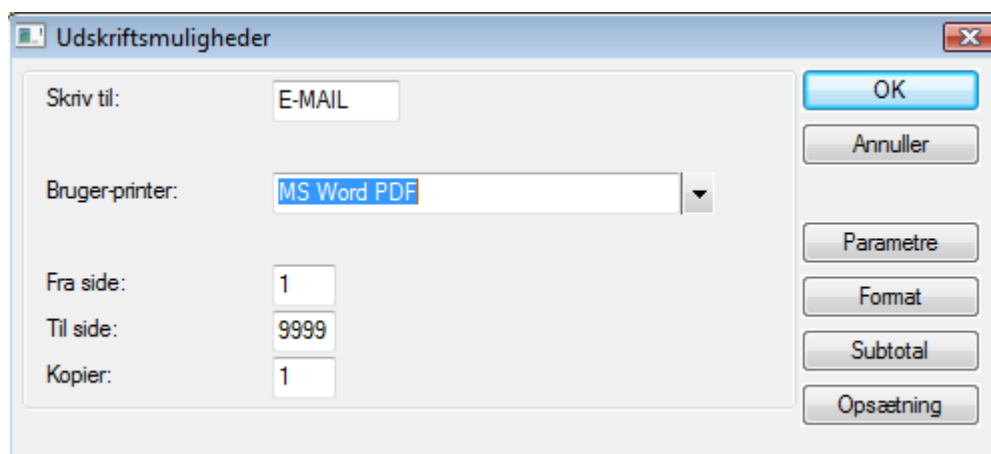 Udskriftsmuligheder
Skriv til: E-MAIL
Bruger-printer: MS Word PDF
Fra side: 1
Til side: 9999
Kopier: 1
OK
Annuller
Parametre
Format
Subtotal
Opsætning